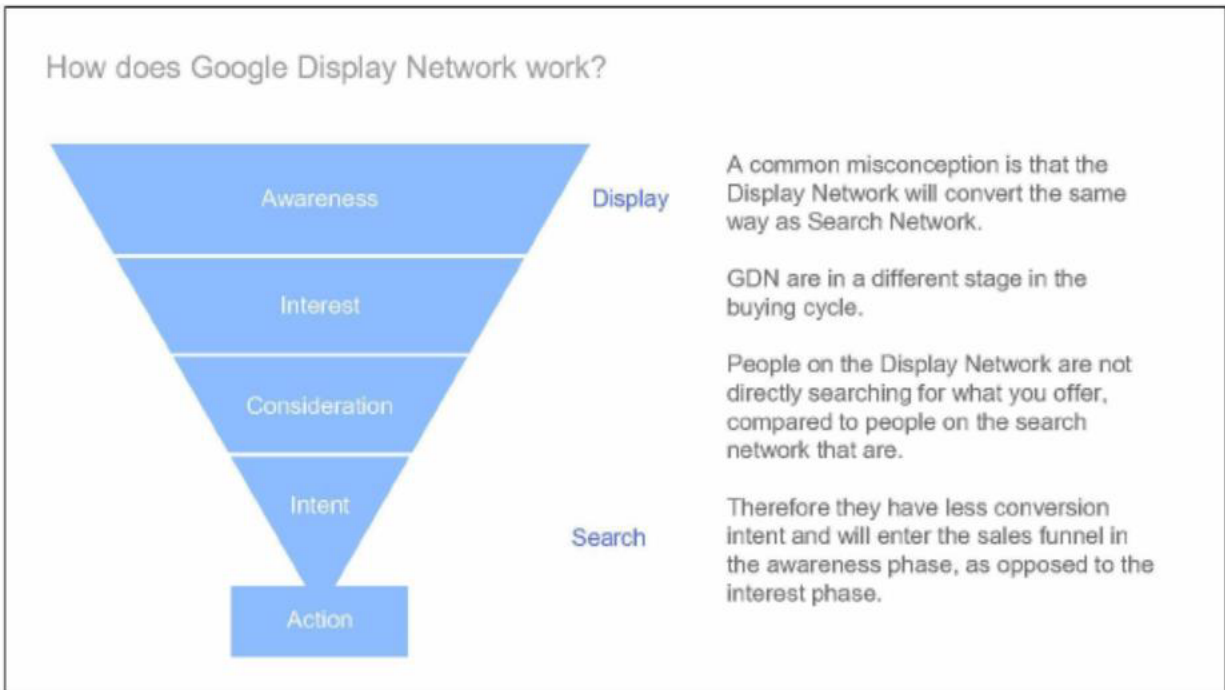 How does Google Display Network work?
Awareness
Display
Interest
Consideration
Intent
Search
Action
A common misconception is that the
Display Network will convert the same
way as Search Network.
GDN are in a different stage in the
buying cycle.
People on the Display Network are not
directly searching for what you offer,
compared to people on the search
network that are.
Therefore they have less conversion
intent and will enter the sales funnel in
the awareness phase, as opposed to the
interest phase.